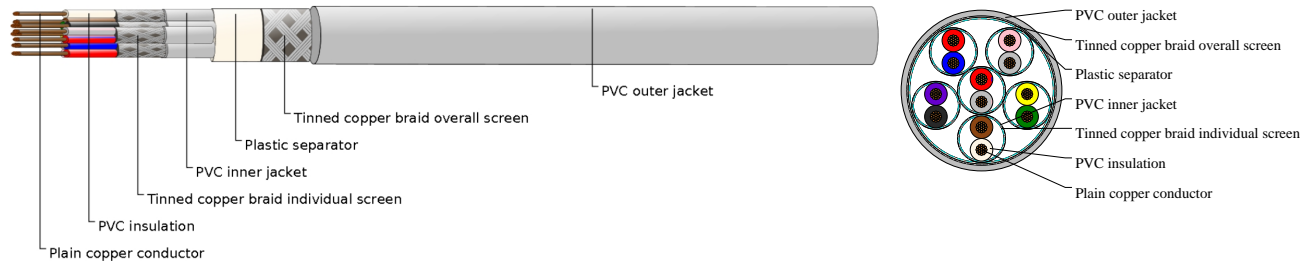 PVC outer jacket
Tinned copper braid overall screen
Plastic separator
PVC inner jacket
Tinned copper braid individual screen
PVC insulation
Plain copper conductor
PVC outer jacket
Tinned copper braid overall screen
Plastic separator
PVC inner jacket
Tinned copper braid individual screen
PVC insulation
Plain copper conductor